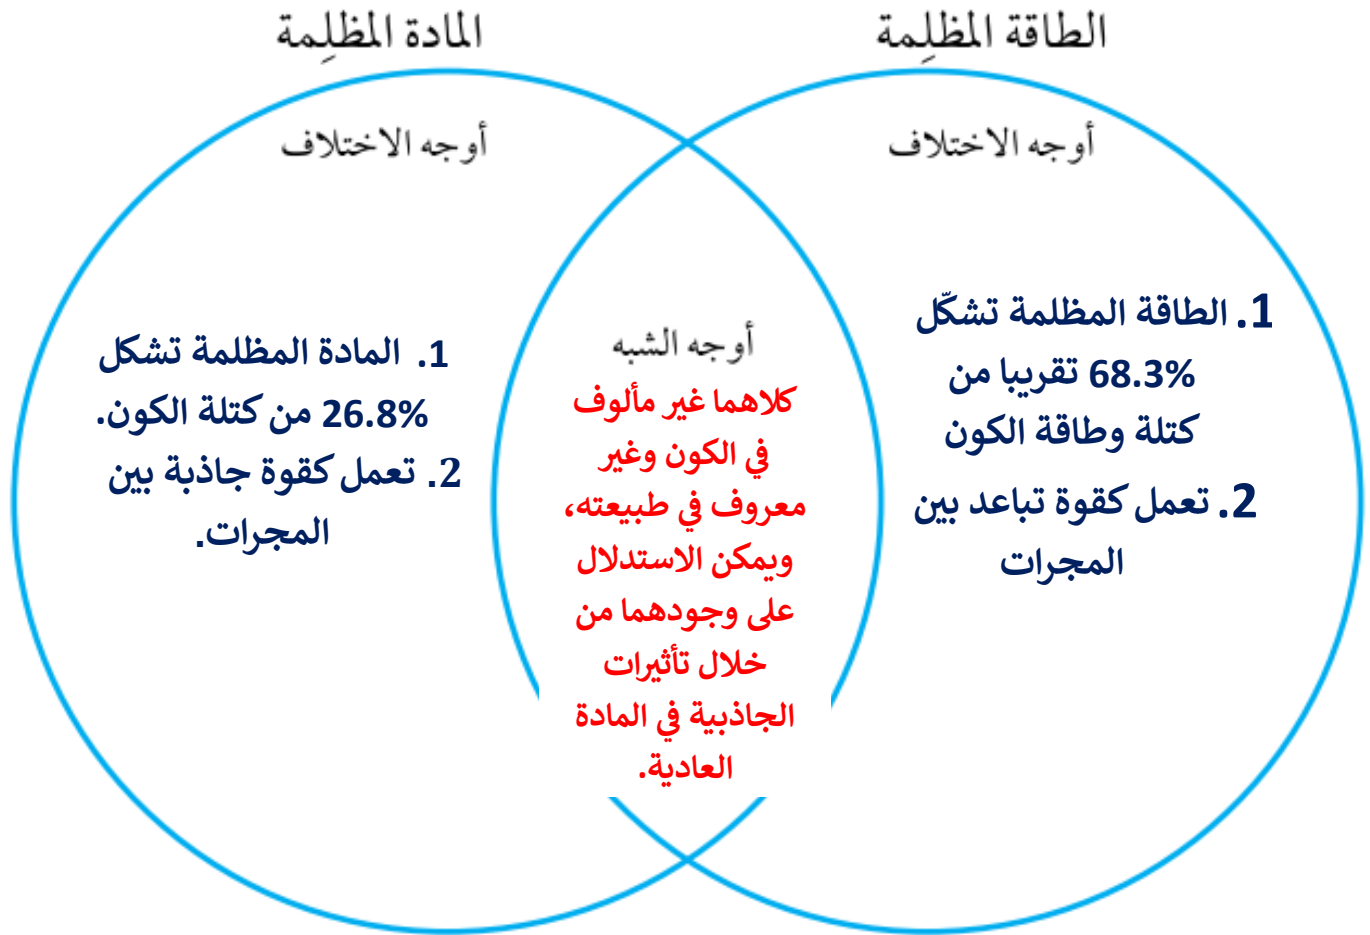 الطاقة المظلِمة
المادة المظلِمة
أوجه الاختلاف
1. الطاقة المظلمة تشكّل
68.3% تقريبا من
كتلة وطاقة الكون
2. تعمل كقوة تباعد بين
المجرات
أوجه الشبه
كلاهما غير مألوف
في الكون وغير
معروف في طبيعته،
ويمكن الاستدلال
على وجودهما من
خلال تأثيرات
الجاذبية في المادة
العادية.
أوجه الاختلاف
1. المادة المظلمة تشكل
26.8% من كتلة الكون.
2. تعمل كقوة جاذبة بين
المجرات.